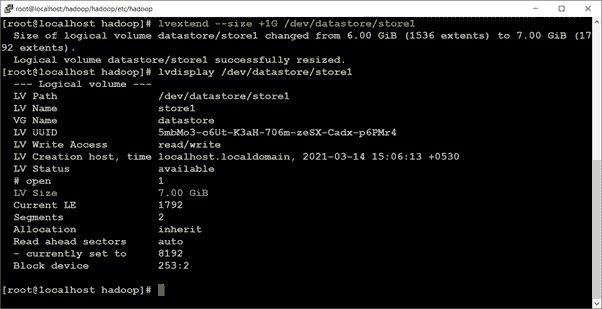 root@localhost/hadoop/hadoop/etc/hadoop
[root@localhost hadoop]# lvextend --size +1G /dev/datastore/store1
Size of logical volume datastore/store1 changed from 6.00 GiB (1536 extents) to 7.00 GiB (17
92 extents).
Logical volume datastore/store1 successfully resized.
[root@localhost hadoop]# lvdisplay /dev/datastore/store1
--- Logical volume ---
LV Path /dev/datastore/store1
LV Name store1
VG Name datastore
LV UUID 5mbMo3-c6Ut-K3aH-706m-zeSX-Cadx-p6PMr4
LV Write Access read/write
LV Creation host, time localhost.localdomain, 2021-03-14 15:06:13 +0530
LV Status available
# open 1
LV Size 7.00 GiB
Current LE 1792
Segments 2
Allocation inherit
Read ahead sectors auto
- currently set to 8192
Block device 253:2
[root@localhost hadoop]#